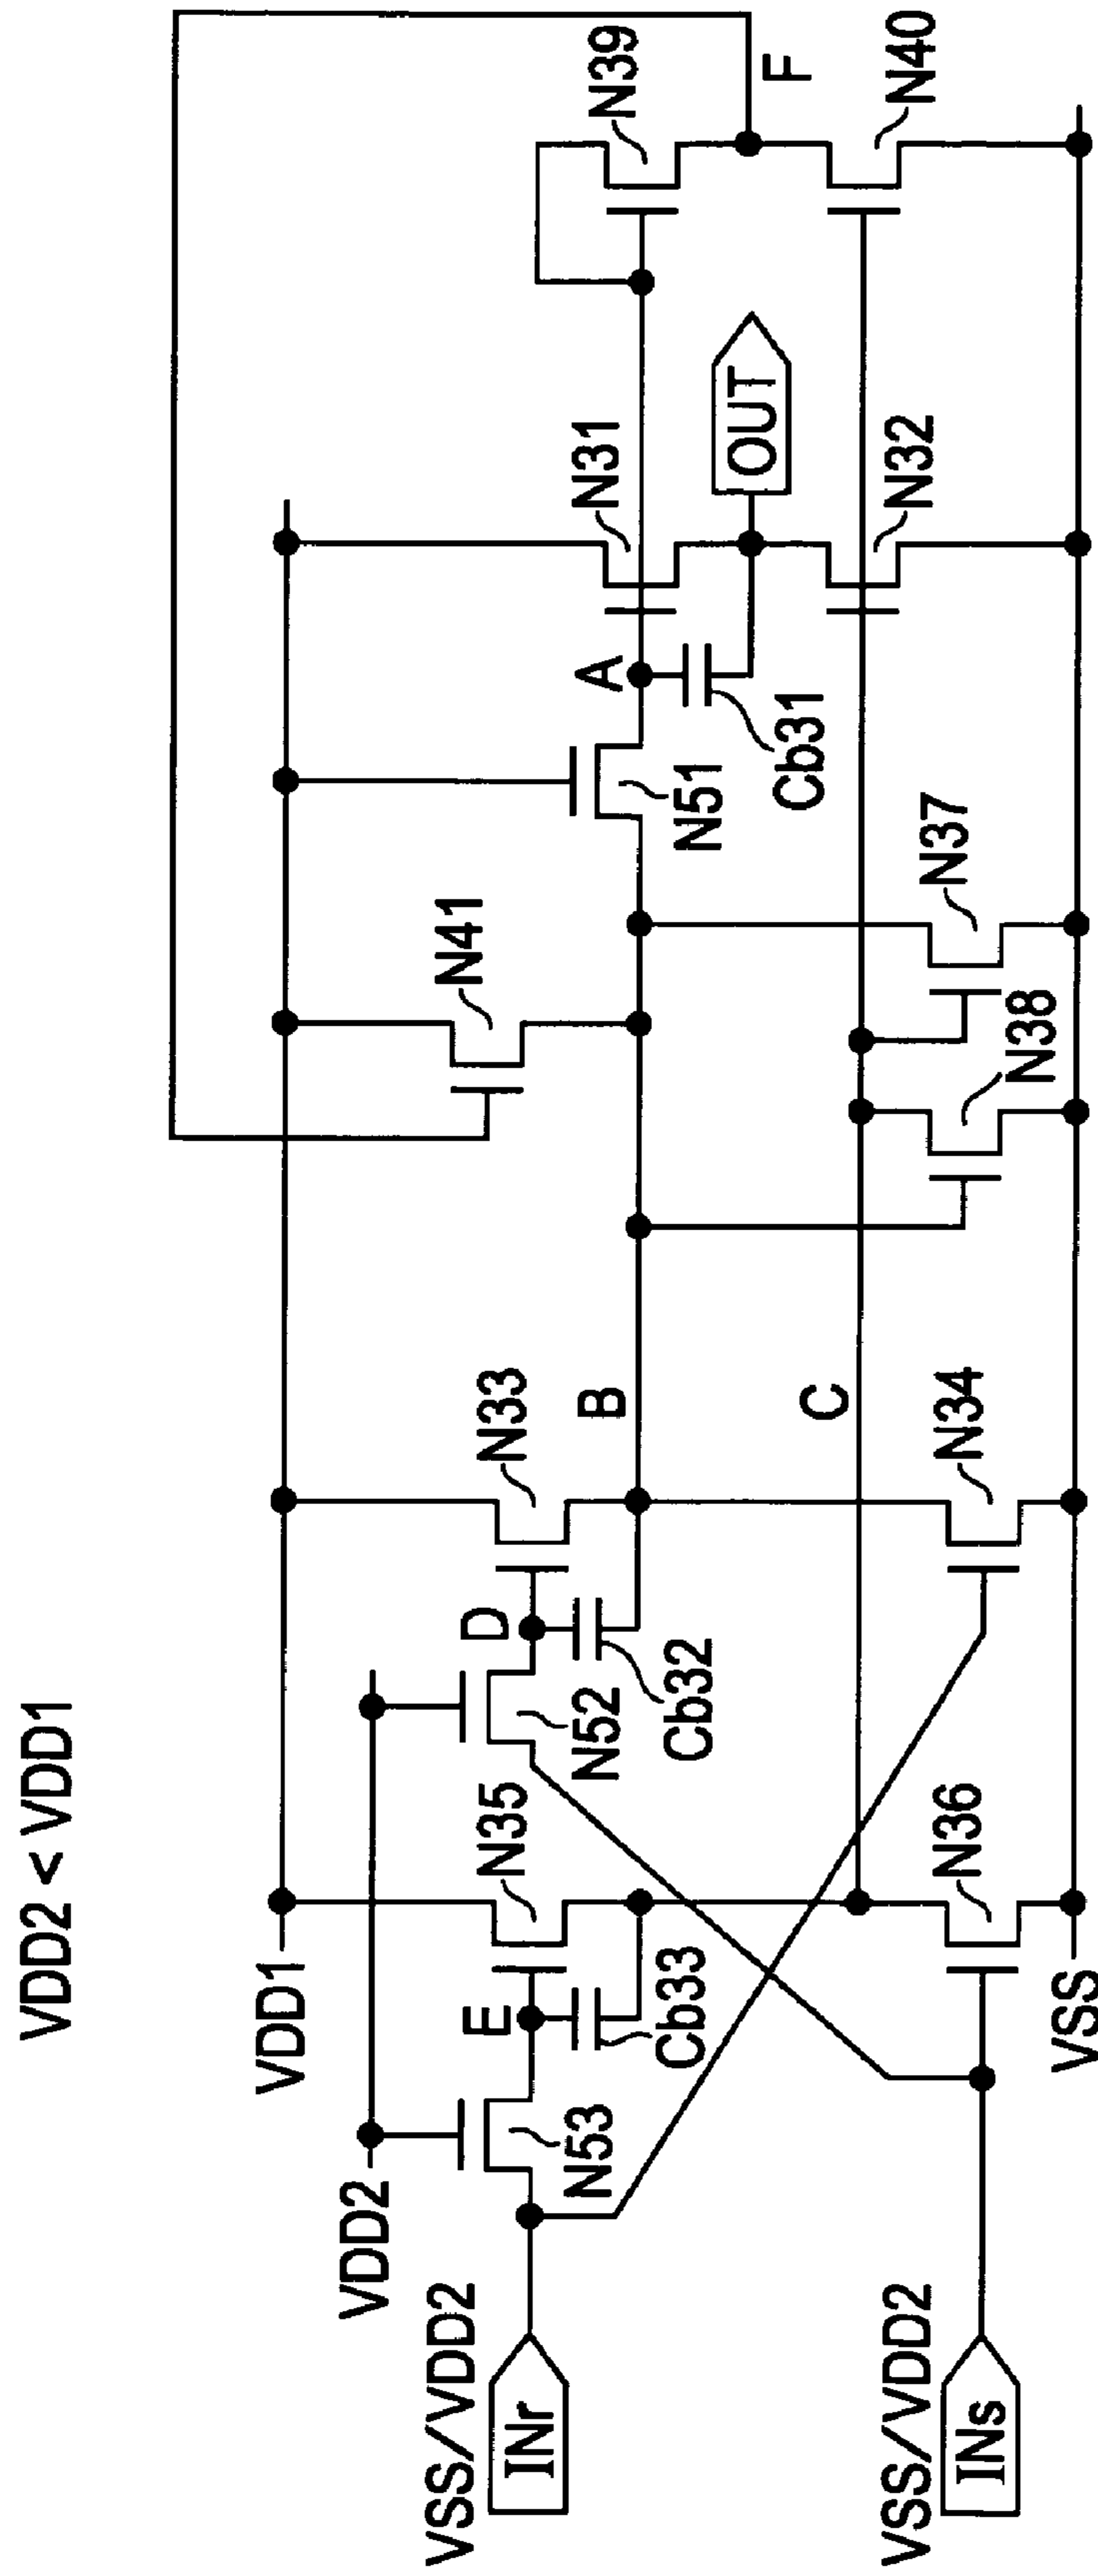 VDD2 < VDD1
VDD1
VDD2
VSS/VDD2
INr
VSS/VDD2
INs
VSS
N53
E
Cb33
N35
N36
N52
D
Cb32
N33
N34
B
C
N41
N38
N37
N51
A
Cb31
N31
OUT
N32
N39
F
N40